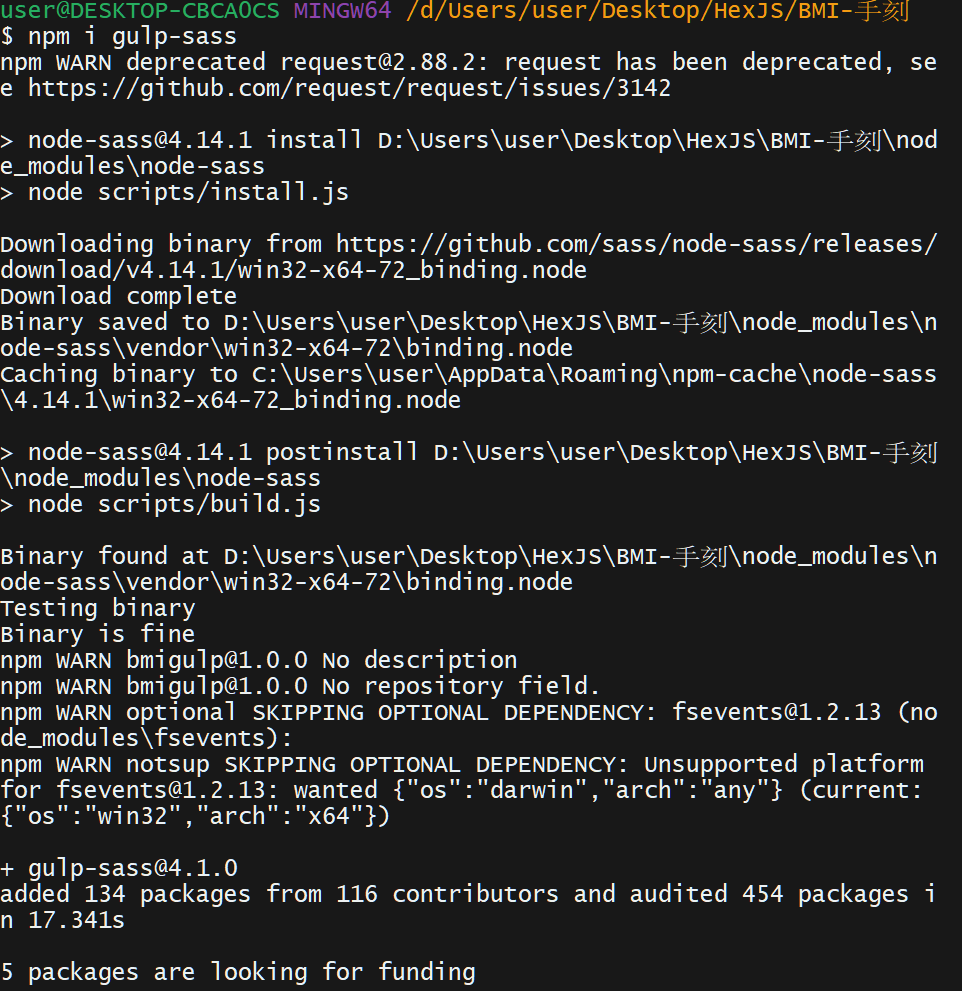 user@DESKTOP-CBCA0CS MINGW64 /d/Users/user/Desktop/HexJS/BMI-手刻
$ npm i gulp-sass
npm WARN deprecated request@2.88.2: request has been deprecated, se
e https://github.com/request/request/issues/3142
> node-sass@4.14.1 install D:\Users\user\Desktop\HexJS\BMI-手刻\nod
e_modules\node-sass
> node scripts/install.js
Downloading binary from https://github.com/sass/node-sass/releases/
download/v4.14.1/win32-x64-72_binding.node
Download complete
Binary saved to D:\Users\user\Desktop\HexJS\BMI-手刻\node_modules\n
ode-sass\vendor\win32-x64-72\binding.node
Caching binary to C:\Users\user\AppData\Roaming\npm-cache\node-sass
\4.14.1\win32-x64-72_binding.node
> node-sass@4.14.1 postinstall D:\Users\user\Desktop\HexJS\BMI-手刻
\node_modules\node-sass
> node scripts/build.js
Binary found at D:\Users\user\Desktop\HexJS\BMI-手刻\node_modules\n
ode-sass\vendor\win32-x64-72\binding.node
Testing binary
Binary is fine
npm WARN bmigulp@1.0.0 No description
npm WARN bmigulp@1.0.0 No repository field.
npm WARN optional SKIPPING OPTIONAL DEPENDENCY: fsevents@1.2.13 (no
de_modules\fsevents):
npm WARN notsup SKIPPING OPTIONAL DEPENDENCY: Unsupported platform
for fsevents@1.2.13: wanted {"os":"darwin","arch":"any"} (current:
{"os":"win32","arch":"x64"})
+ gulp-sass@4.1.0
added 134 packages from 116 contributors and audited 454 packages i
n 17.341s
5 packages are looking for funding